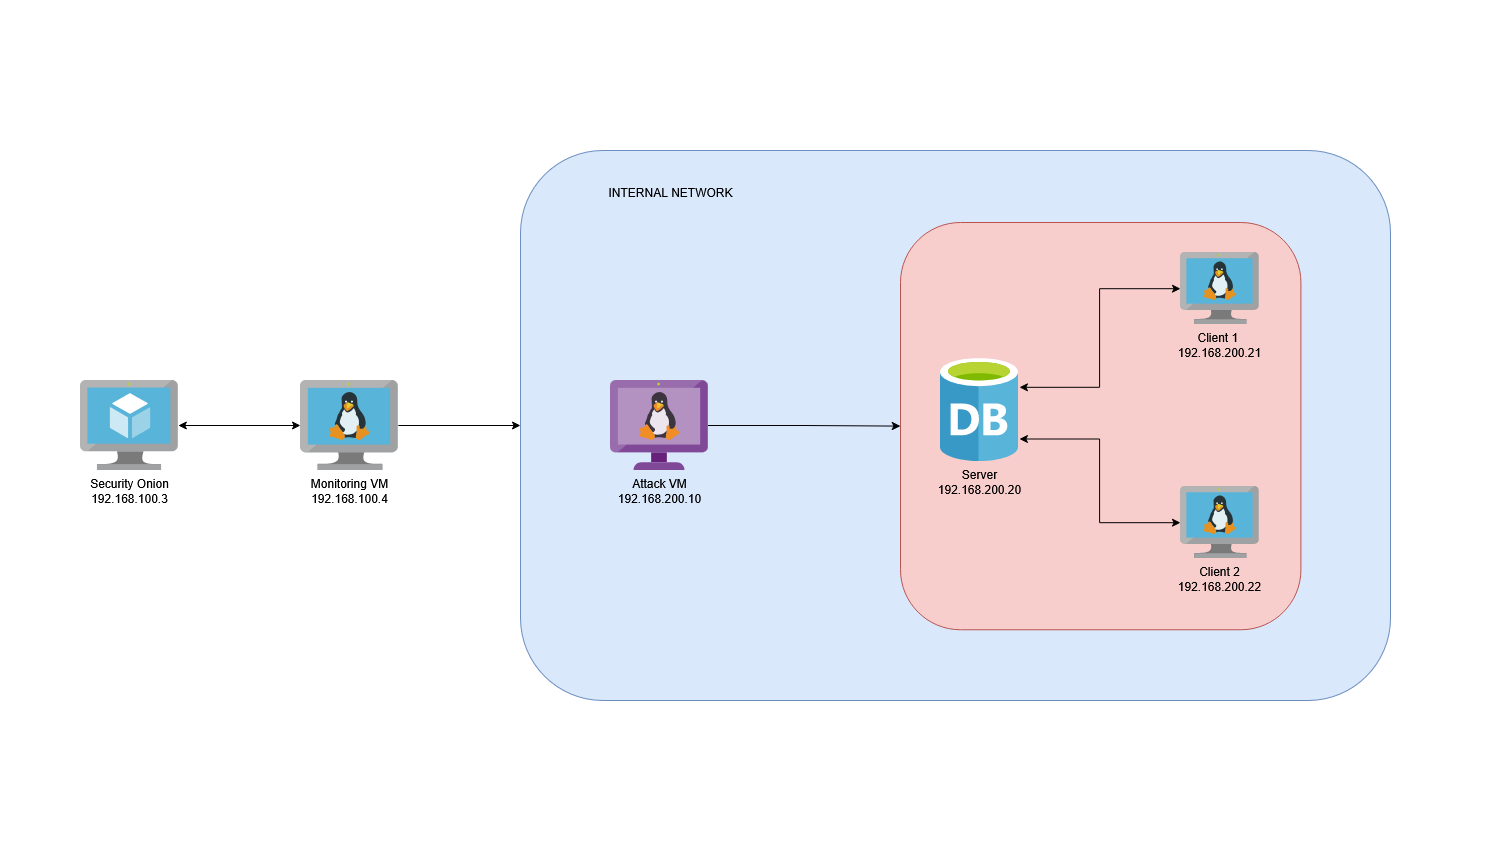 INTERNAL NETWORK
Security Onion
192.168.100.3
Monitoring VM
192.168.100.4
Attack VM
192.168.200.10
DB
Server
192.168.200.20
Client 1
192.168.200.21
Client 2
192.168.200.22